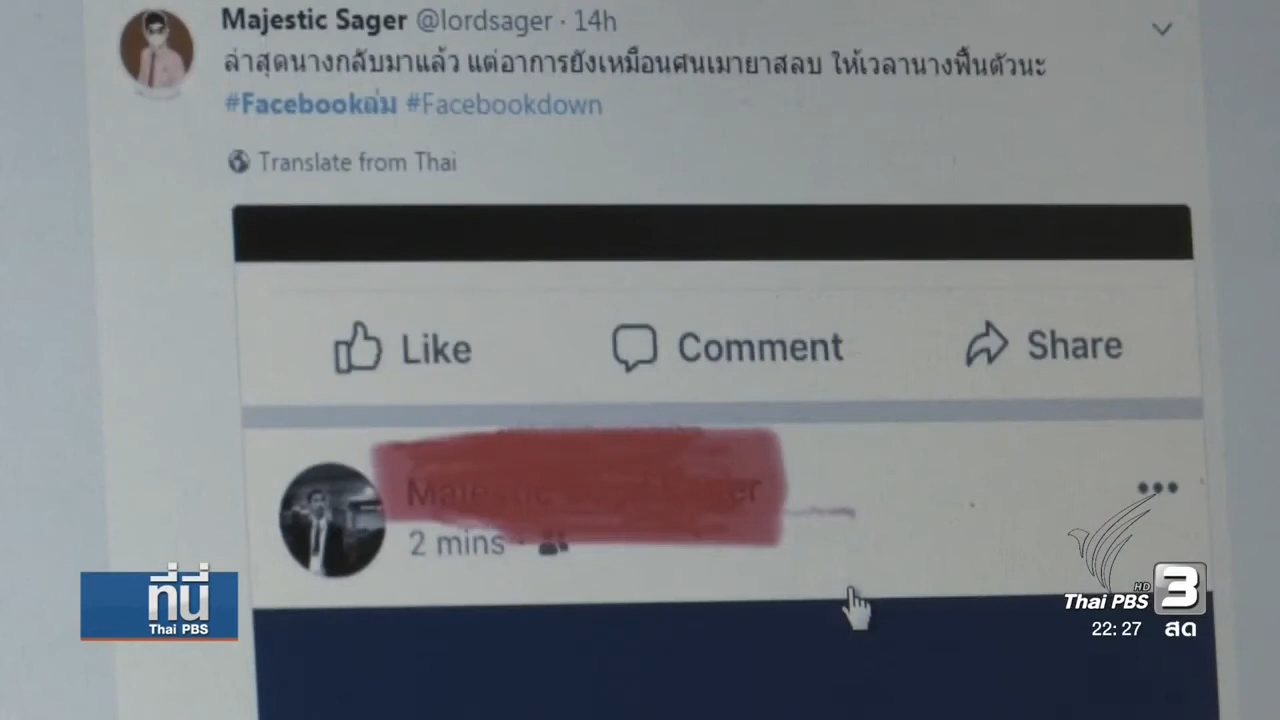 Majestic Sager @lordsager · 14h
ล่าสุดนางกลับมาแล้ว แต่อาการยังเหมือนคนเมายาสลบ ให้เวลานางฟื้นตัวนะ
#Facebookล่ม #Facebookdown
Translate from Thai
Like Comment Share
2 mins ·
ที่นี่
Thai PBS
Thai PBS HD 3
22:27 สด